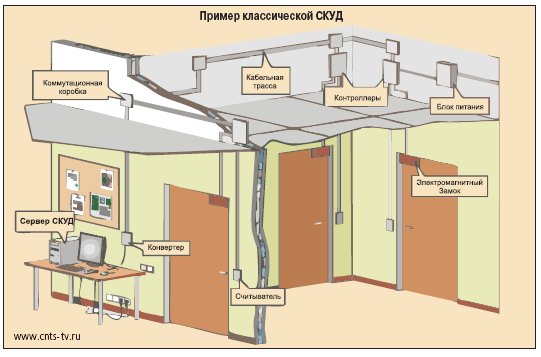 Пример классической СКУД
Коммутационная
коробка
Кабельная
трасса
Контроллеры
Блок питания
Электромагнитный
Замок
Сервер СКУД
Конвертер
Считыватель
www.cnts-tv.ru